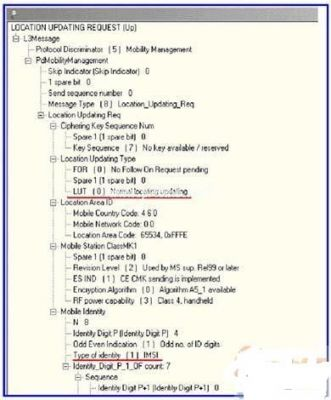 LOCATION UPDATING REQUEST (Up)
L3Message
Protocol Discriminator ( 5 ) Mobility Management
PdMobilityManagement
Skip Indicator (Skip Indicator) 0
1 spare bit 0
Send sequence number 0
Message Type ( 8 ) Location_Updating_Req
Location Updating Req
Ciphering Key Sequence Num
Spare 1 (1 spare bit) 0
Key Sequence ( 7 ) No key available / reserved
Location Updating Type
FOR ( 0 ) No Follow On Request pending
Spare 1 (1 spare bit) 0
LUT ( 0 ) Normal locating updating
Location Area ID
Mobile Country Code: 4 6 0
Mobile Network Code: 0 0
Location Area Code: 65534, 0xFFFE
Mobile Station ClassMK1
Spare 1 (1 spare bit) 0
Revision Level ( 2 ) Used by MS sup. Rel99 or later
ES IND ( 1 ) CE CMK sending is implemented
Encryption Algorithm ( 0 ) Algorithm A5_1 available
RF power capability ( 3 ) Class 4, handheld
Mobile Identity
N 8
Identity Digit P (Identity Digit P) 4
Odd Even Indication ( 1 ) Odd no. of ID digits
Type of identity ( 1 ) IMSI
Identity_Digit_P_1_OF count: 7
Sequence
Identity Digit P+1 (Identity Digit P+1) 0